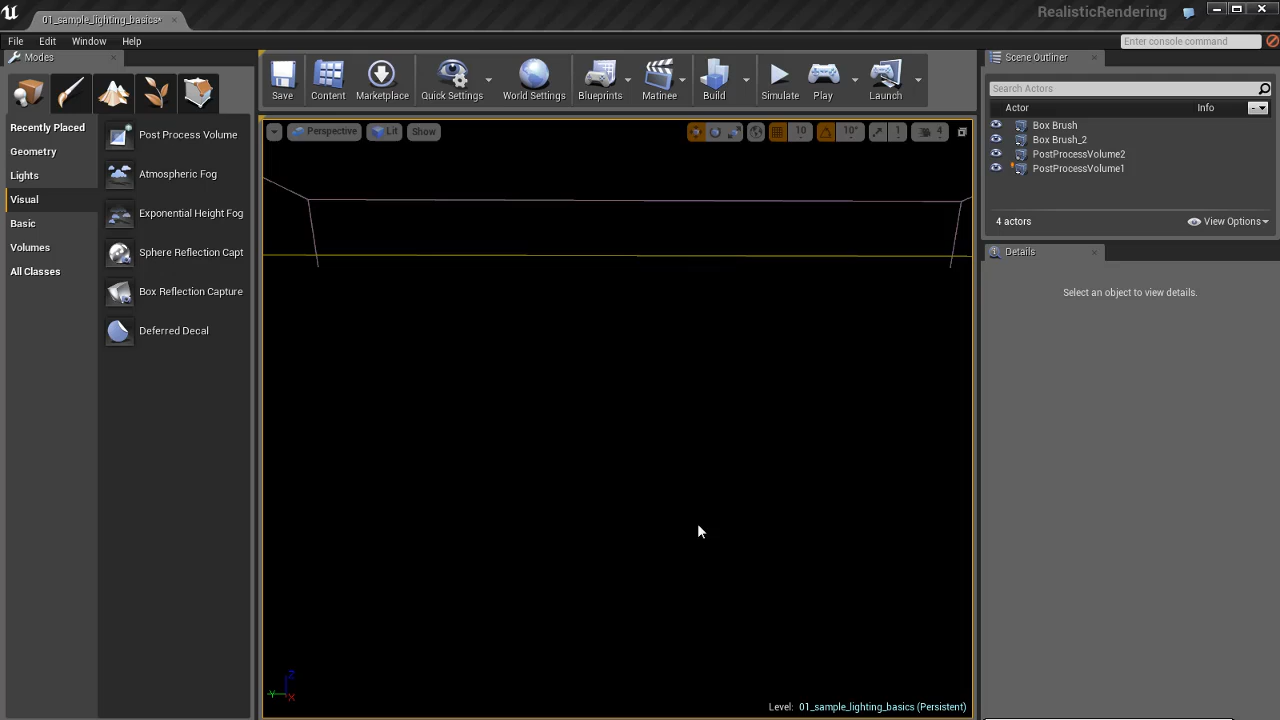 01_sample_lighting_basics*
RealisticRendering
File Edit Window Help
Enter console command
Modes
Save
Content
Marketplace
Quick Settings
World Settings
Blueprints
Matinee
Build
Simulate
Play
Launch
Recently Placed
Geometry
Lights
Visual
Basic
Volumes
All Classes
Post Process Volume
Atmospheric Fog
Exponential Height Fog
Sphere Reflection Capt
Box Reflection Capture
Deferred Decal
Perspective
Lit
Show
10
10°
1
4
Z
Y
X
Level: 01_sample_lighting_basics (Persistent)
Scene Outliner
Search Actors
Actor Info
Box Brush
Box Brush_2
PostProcessVolume2
PostProcessVolume1
4 actors
View Options
Details
Select an object to view details.